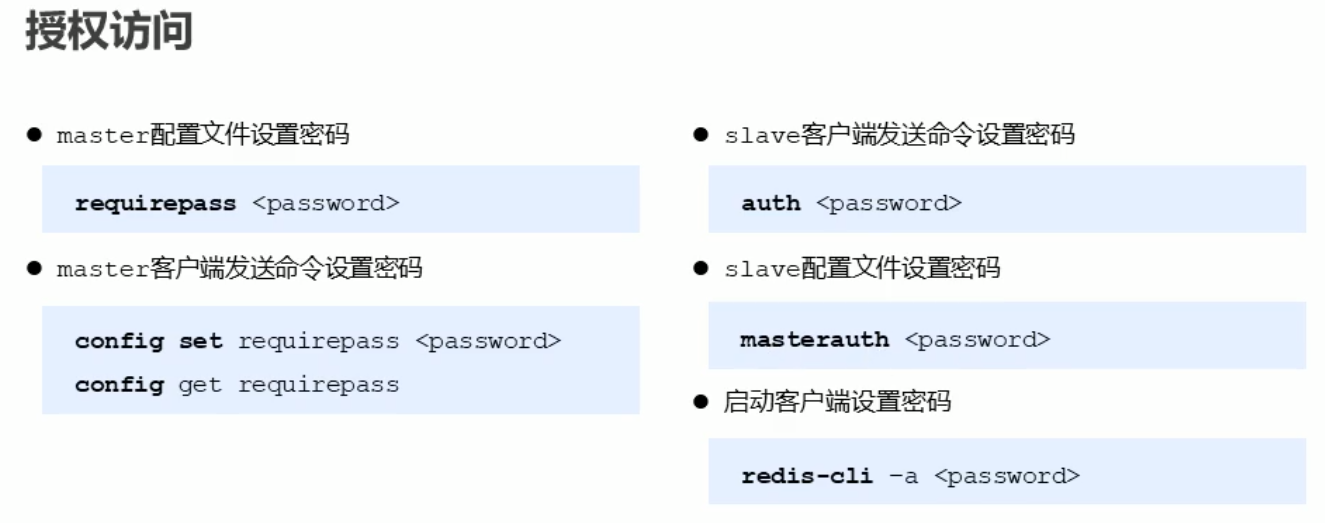 授权访问
● master配置文件设置密码
requirepass <password>
● master客户端发送命令设置密码
config set requirepass <password>
config get requirepass
● slave客户端发送命令设置密码
auth <password>
● slave配置文件设置密码
masterauth <password>
● 启动客户端设置密码
redis-cli –a <password>